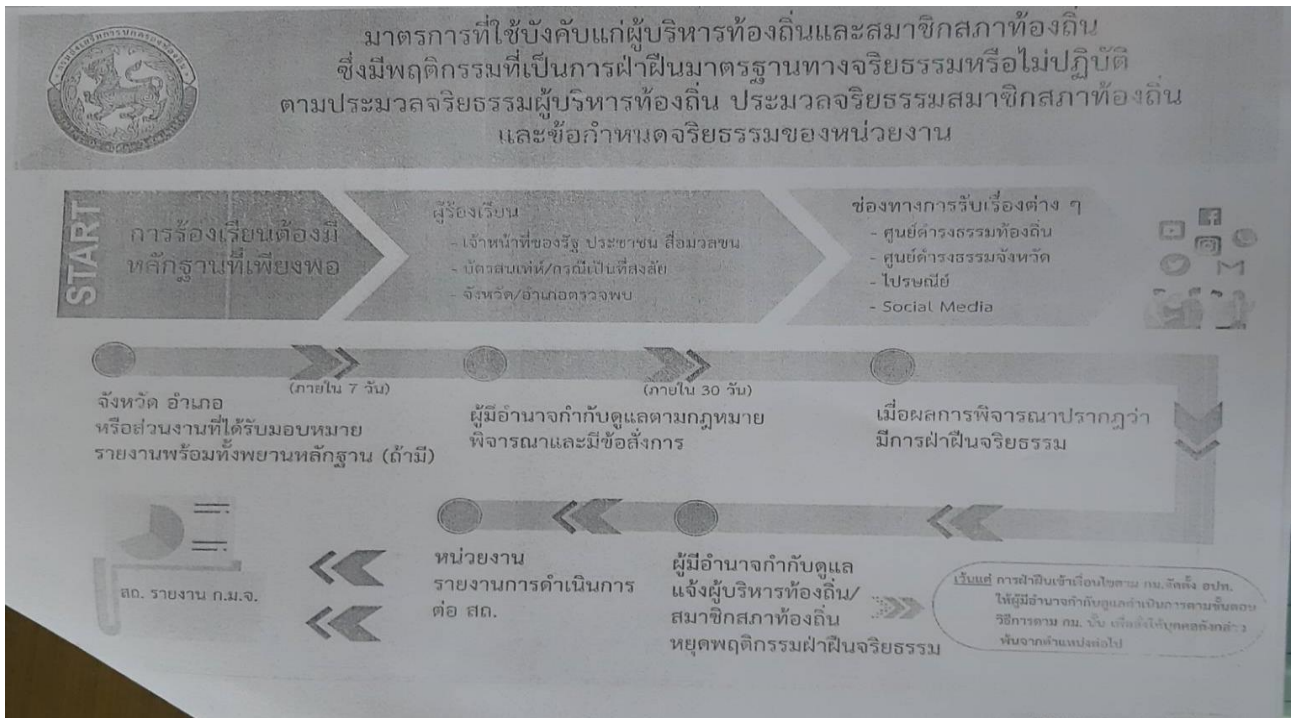 มาตรการที่ใช้บังคับแก่ผู้บริหารท้องถิ่นและสมาชิกสภาท้องถิ่น
ซึ่งมีพฤติกรรมที่เป็นการฝ่าฝืนมาตรฐานทางจริยธรรมหรือไม่ปฏิบัติ
ตามประมวลจริยธรรมผู้บริหารท้องถิ่น ประมวลจริยธรรมสมาชิกสภาท้องถิ่น
และข้อกำหนดจริยธรรมของหน่วยงาน
START
การร้องเรียนต้องมี
หลักฐานที่เพียงพอ
ผู้ร้องเรียน
- เจ้าหน้าที่ของรัฐ ประชาชน สื่อมวลชน
- บัตรสนเท่ห์/กรณีเป็นที่สงสัย
- จังหวัด/อำเภอตรวจพบ
ช่องทางการรับเรื่องต่าง ๆ
- ศูนย์ดำรงธรรมท้องถิ่น
- ศูนย์ดำรงธรรมจังหวัด
- ไปรษณีย์
- Social Media
(ภายใน 7 วัน)
(ภายใน 30 วัน)
จังหวัด อำเภอ
หรือส่วนงานที่ได้รับมอบหมาย
รายงานพร้อมทั้งพยานหลักฐาน (ถ้ามี)
ผู้มีอำนาจกำกับดูแลตามกฎหมาย
พิจารณาและมีข้อสั่งการ
เมื่อผลการพิจารณาปรากฏว่า
มีการฝ่าฝืนจริยธรรม
เว้นแต่ การฝ่าฝืนเข้าเงื่อนไขตาม กม.จัดตั้ง อปท.
ให้ผู้มีอำนาจกำกับดูแลดำเนินการตามขั้นตอน
วิธีการตาม กม. นั้น เพื่อสั่งให้บุคคลดังกล่าว
พ้นจากตำแหน่งต่อไป
ผู้มีอำนาจกำกับดูแล
แจ้งผู้บริหารท้องถิ่น/
สมาชิกสภาท้องถิ่น
หยุดพฤติกรรมฝ่าฝืนจริยธรรม
หน่วยงาน
รายงานการดำเนินการ
ต่อ สถ.
สถ. รายงาน ก.ม.จ.